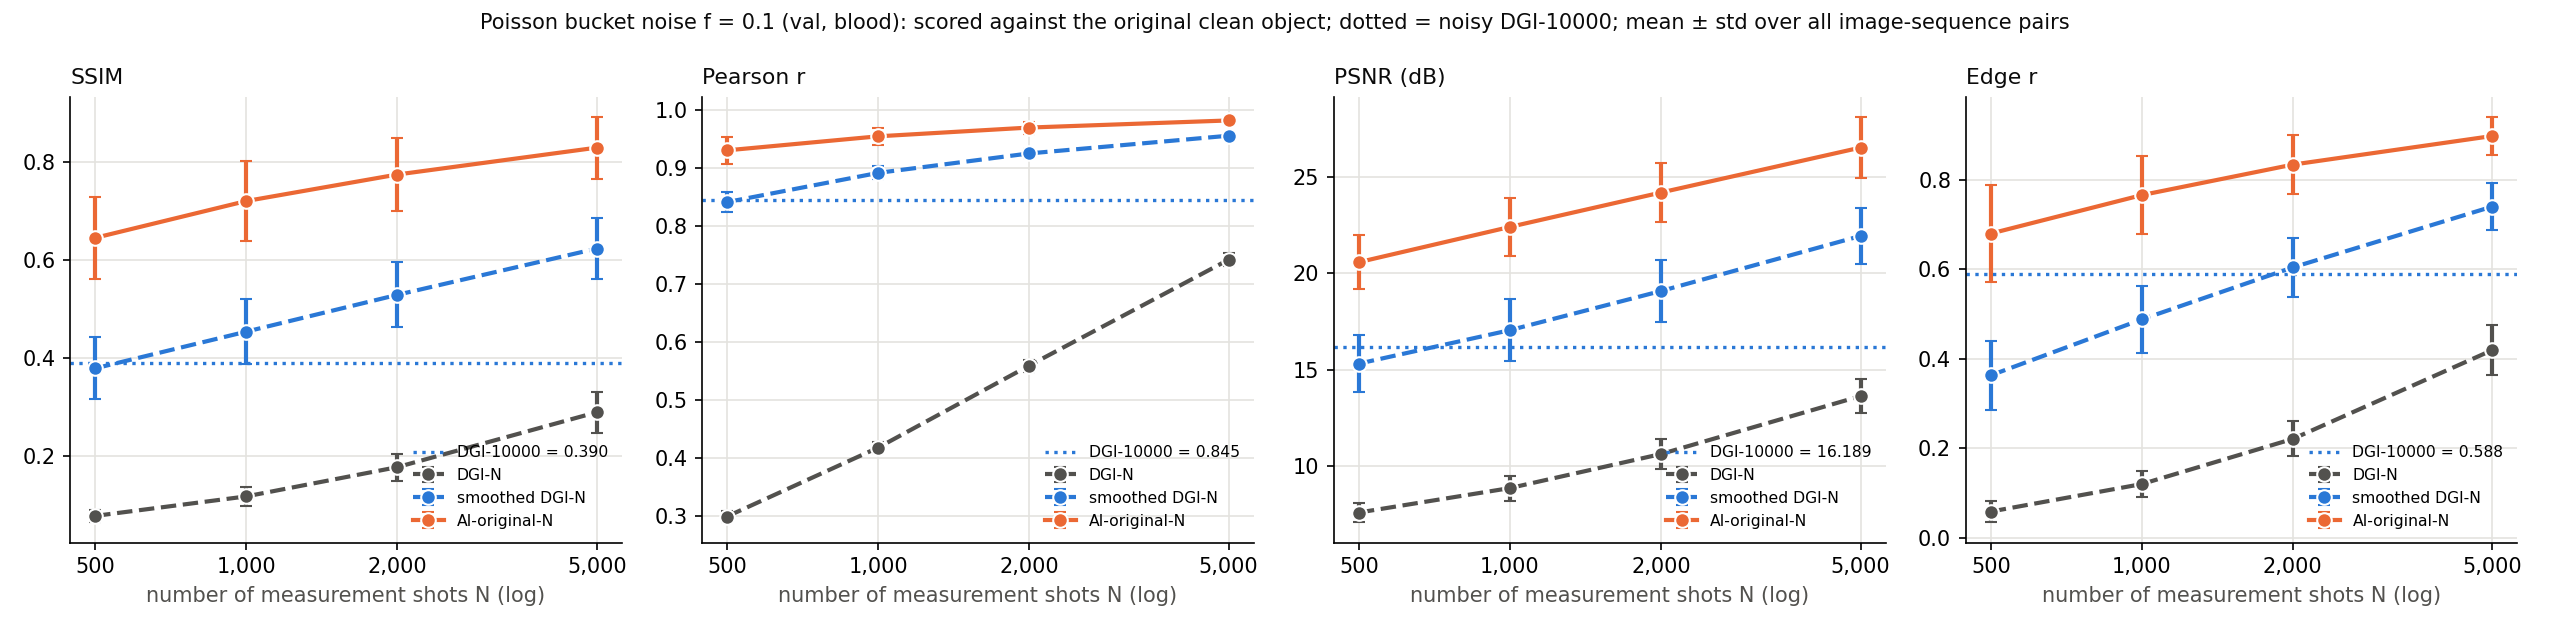 Poisson bucket noise f = 0.1 (val, blood): scored against the original clean object; dotted = noisy DGI-10000; mean ± std over all image-sequence pairs
SSIM
0.8
0.6
0.4
0.2
DGI-10000 = 0.390
DGI-N
smoothed DGI-N
AI-original-N
500
1,000
2,000
5,000
number of measurement shots N (log)
Pearson r
1.0
0.9
0.8
0.7
0.6
0.5
0.4
0.3
DGI-10000 = 0.845
DGI-N
smoothed DGI-N
AI-original-N
500
1,000
2,000
5,000
number of measurement shots N (log)
PSNR (dB)
25
20
15
10
DGI-10000 = 16.189
DGI-N
smoothed DGI-N
AI-original-N
500
1,000
2,000
5,000
number of measurement shots N (log)
Edge r
0.8
0.6
0.4
0.2
0.0
DGI-10000 = 0.588
DGI-N
smoothed DGI-N
AI-original-N
500
1,000
2,000
5,000
number of measurement shots N (log)